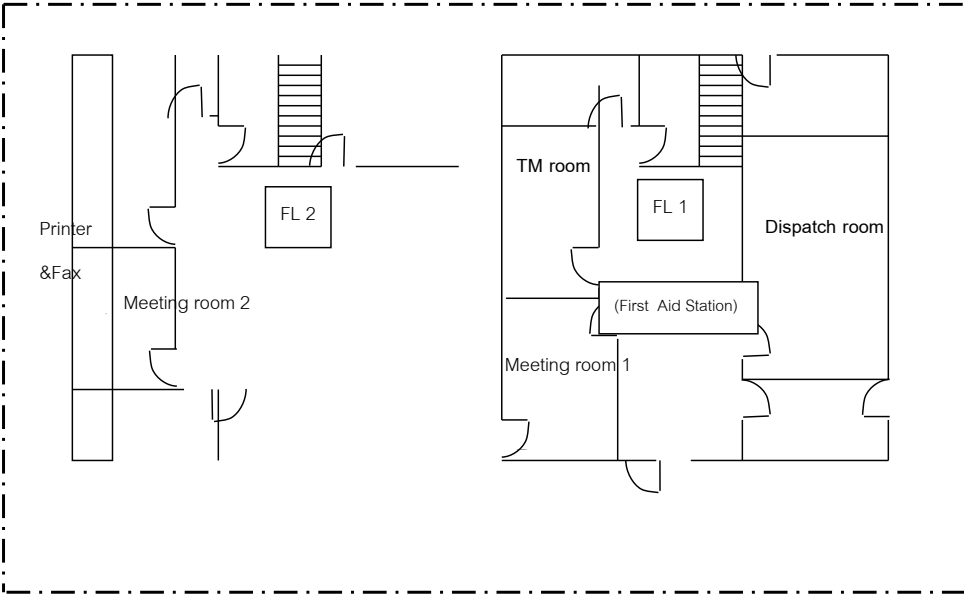 TM room
FL 2
FL 1
Printer
&Fax
Dispatch room
Meeting room 2
(First Aid Station)
Meeting room 1